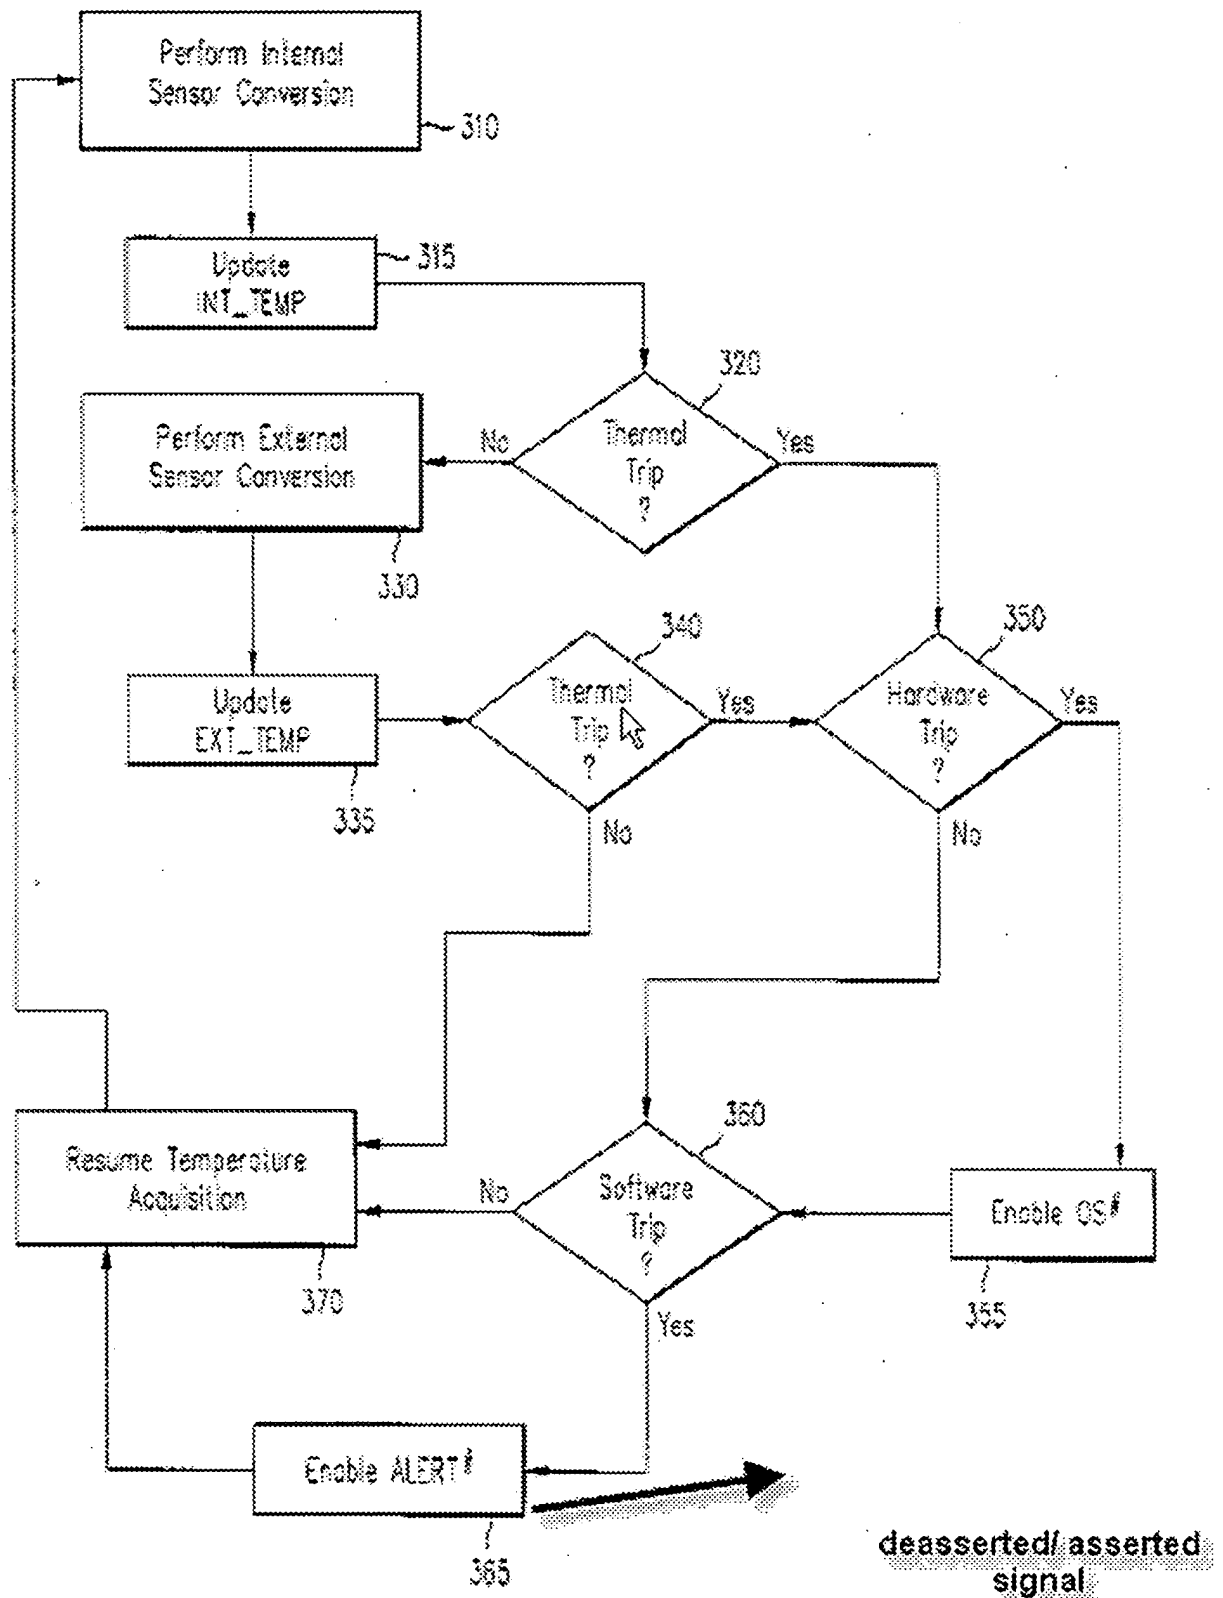 Perform Internal
Sensor Conversion
310
Update
INT_TEMP
315
320
Thermal
Trip
?
No
Yes
Perform External
Sensor Conversion
330
340
350
Update
EXT_TEMP
335
Thermal
Trip
?
Yes
No
Hardware
Trip
?
Yes
No
360
Resume Temperature
Acquisition
370
No
Software
Trip
?
Yes
Enable OS#
355
Enable ALERT#
365
deasserted/ asserted
signal